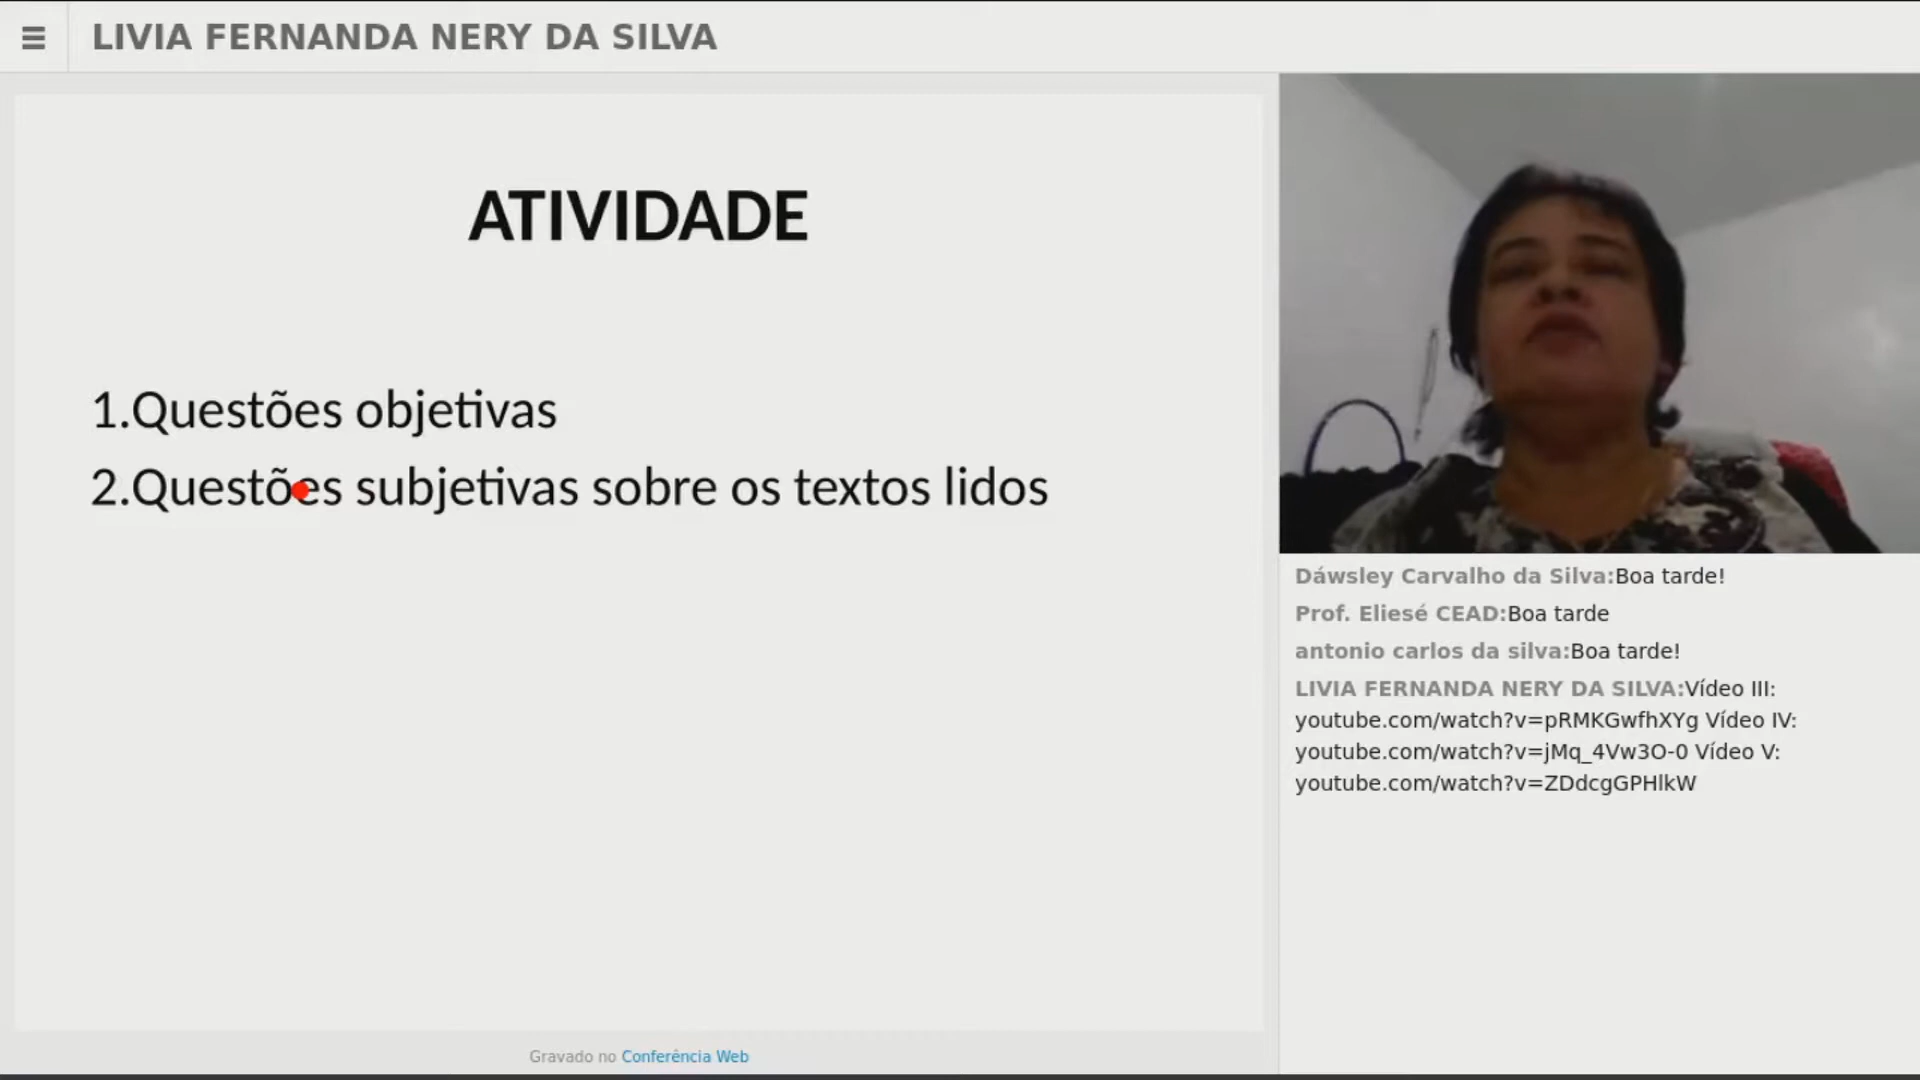 LIVIA FERNANDA NERY DA SILVA
ATIVIDADE
1.Questões objetivas
2.Questões subjetivas sobre os textos lidos
Dáwsley Carvalho da Silva:Boa tarde!
Prof. Eliesé CEAD:Boa tarde
antonio carlos da silva:Boa tarde!
LIVIA FERNANDA NERY DA SILVA:Vídeo III:
youtube.com/watch?v=pRMKGwfhXYg Vídeo IV:
youtube.com/watch?v=jMq_4Vw3O-0 Vídeo V:
youtube.com/watch?v=ZDdcgGPHlkW
Gravado no Conferência Web